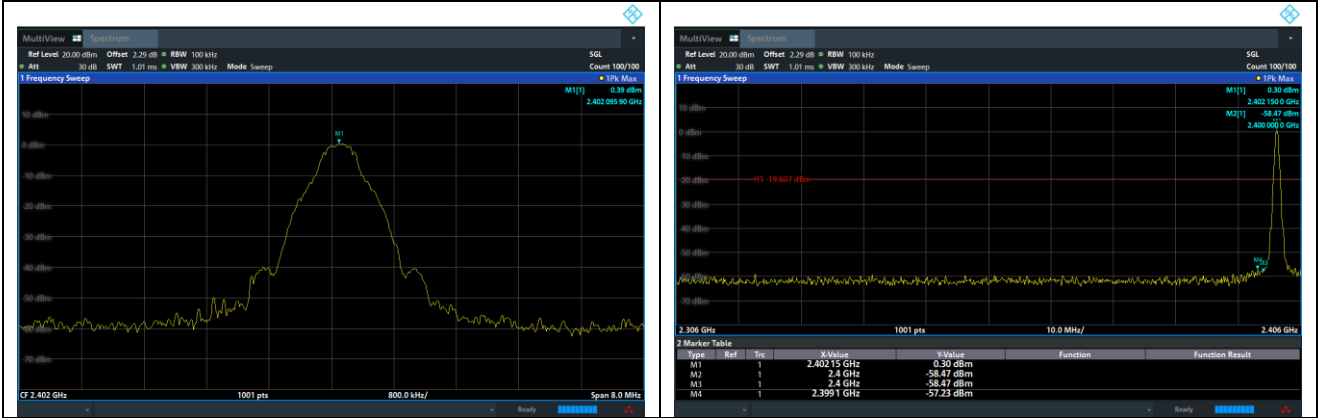 MultiView Spectrum
Ref Level 20.00 dBm Offset 2.29 dB RBW 100 kHz SGL
Att 30 dB SWT 1.01 ms VBW 300 kHz Mode Sweep Count 100/100
1 Frequency Sweep 1Pk Max
M1[1] 0.39 dBm
2.402 095 90 GHz
10 dBm
M1
0 dBm
-10 dBm
-20 dBm
-30 dBm
-40 dBm
-50 dBm
-60 dBm
-70 dBm
CF 2.402 GHz 1001 pts 800.0 kHz/ Span 8.0 MHz
Ready
MultiView Spectrum
Ref Level 20.00 dBm Offset 2.29 dB RBW 100 kHz SGL
Att 30 dB SWT 1.01 ms VBW 300 kHz Mode Sweep Count 100/100
1 Frequency Sweep 1Pk Max
M1[1] 0.30 dBm
2.402 150 0 GHz
10 dBm
M2[1] -58.47 dBm
2.400 000 0 GHz
0 dBm
-10 dBm
-20 dBm
H1 -19.607 dBm
-30 dBm
-40 dBm
-50 dBm
M4
M3
-60 dBm
-70 dBm
2.306 GHz 1001 pts 10.0 MHz/ 2.406 GHz
2 Marker Table
Type Ref Trc X-Value Y-Value Function Function Result
M1 1 2.40215 GHz 0.30 dBm
M2 1 2.4 GHz -58.47 dBm
M3 1 2.4 GHz -58.47 dBm
M4 1 2.3991 GHz -57.23 dBm
Ready